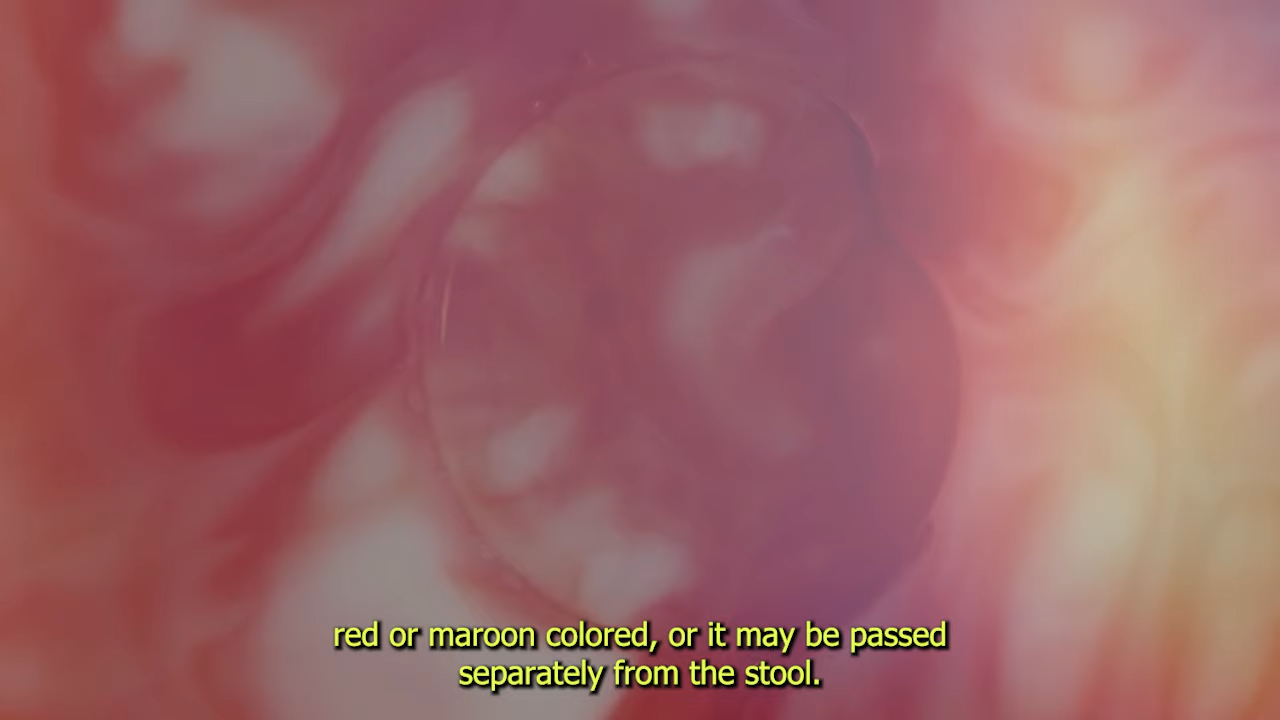 red or maroon colored, or it may be passed
separately from the stool.